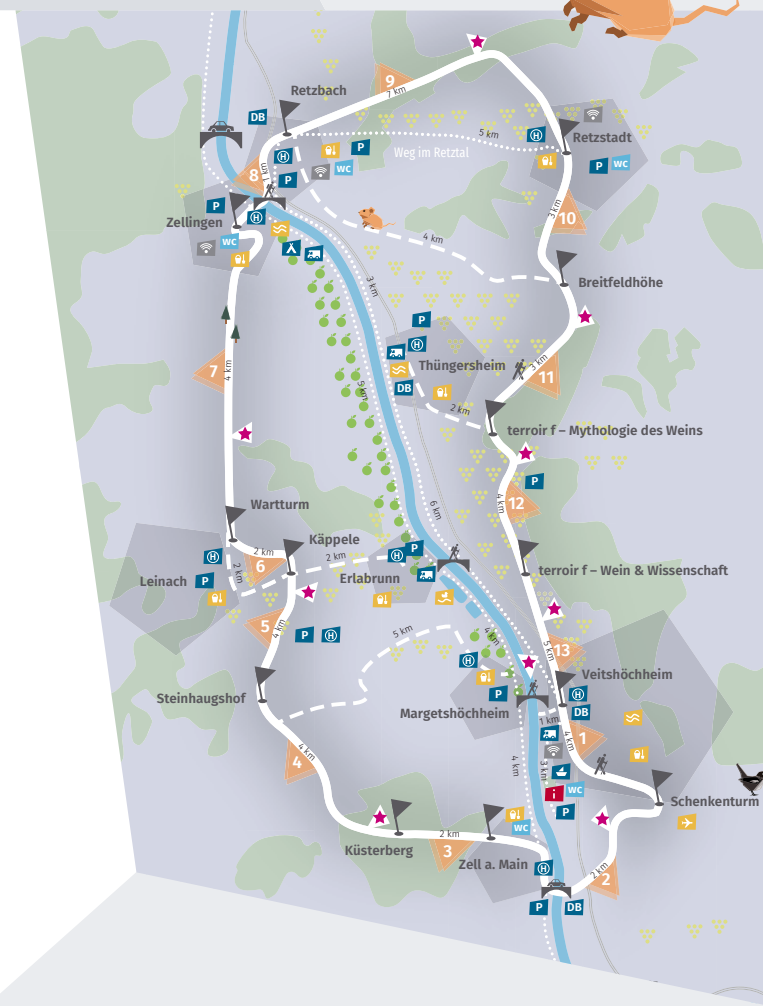 9
7 km
Retzbach
DB
Retzstadt
5 km
H
Weg im Retztal
H
P
WC
P
WC
8
1 km
P
P
10
3 km
Zellingen
H
WC
4 km
Breitfeldhöhe
3 km
P
H
Thüngersheim
3 km
11
7
4 km
5 km
DB
2 km
terroir f – Mythologie des Weins
P
12
4 km
6 km
Wartturm
Käppele
2 km
2 km
H
P
H
6
2 km
Leinach
P
Erlabrunn
terroir f – Wein & Wissenschaft
5
4 km
P
H
5 km
4 km
5 km
13
H
Veitshöchheim
Steinhaugshof
P
H
Margetshöchheim
DB
1 km
4 km
1
4
4 km
4 km
3 km
i
WC
Schenkenturm
P
WC
2 km
Küsterberg
3
Zell a. Main
H
2 km
2
P
DB